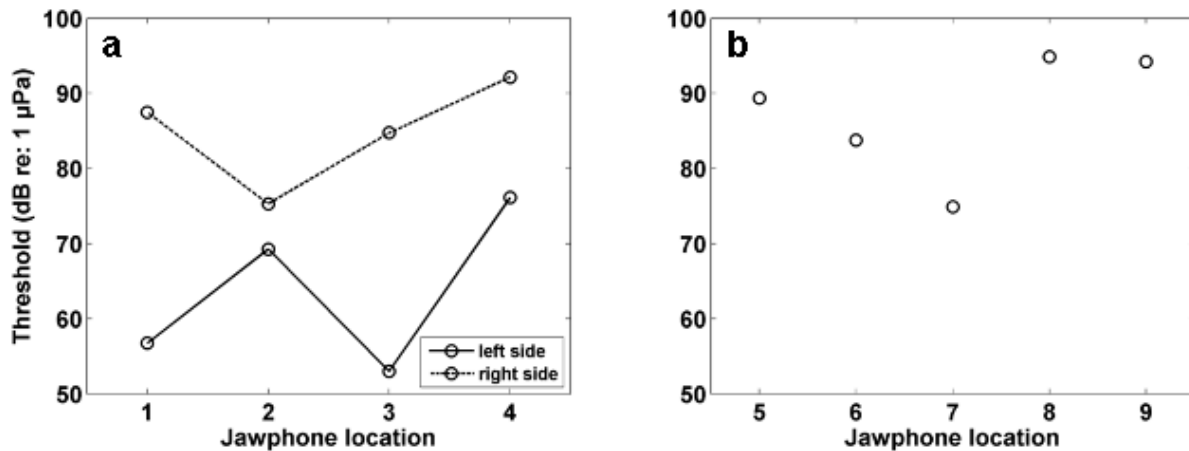 a
Threshold (dB re: 1 µPa)
100
90
80
70
60
50
1 2 3 4
Jawphone location
left side
right side
b
100
90
80
70
60
50
5 6 7 8 9
Jawphone location